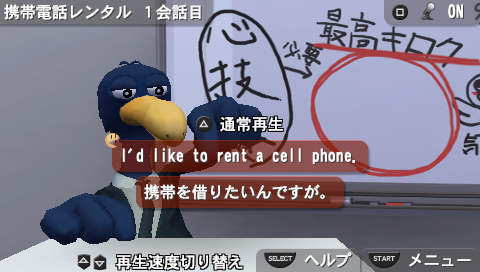 携帯電話レンタル １会話目
ON
心
技
必要
最高キロク
通常再生
I'd like to rent a cell phone.
携帯を借りたいんですが。
再生速度切り替え
SELECT
ヘルプ
START
メニュー